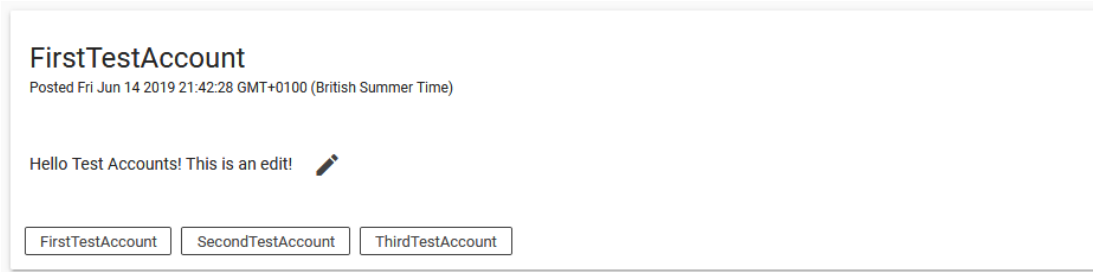 FirstTestAccount
Posted Fri Jun 14 2019 21:42:28 GMT+0100 (British Summer Time)
Hello Test Accounts! This is an edit!
FirstTestAccount SecondTestAccount ThirdTestAccount